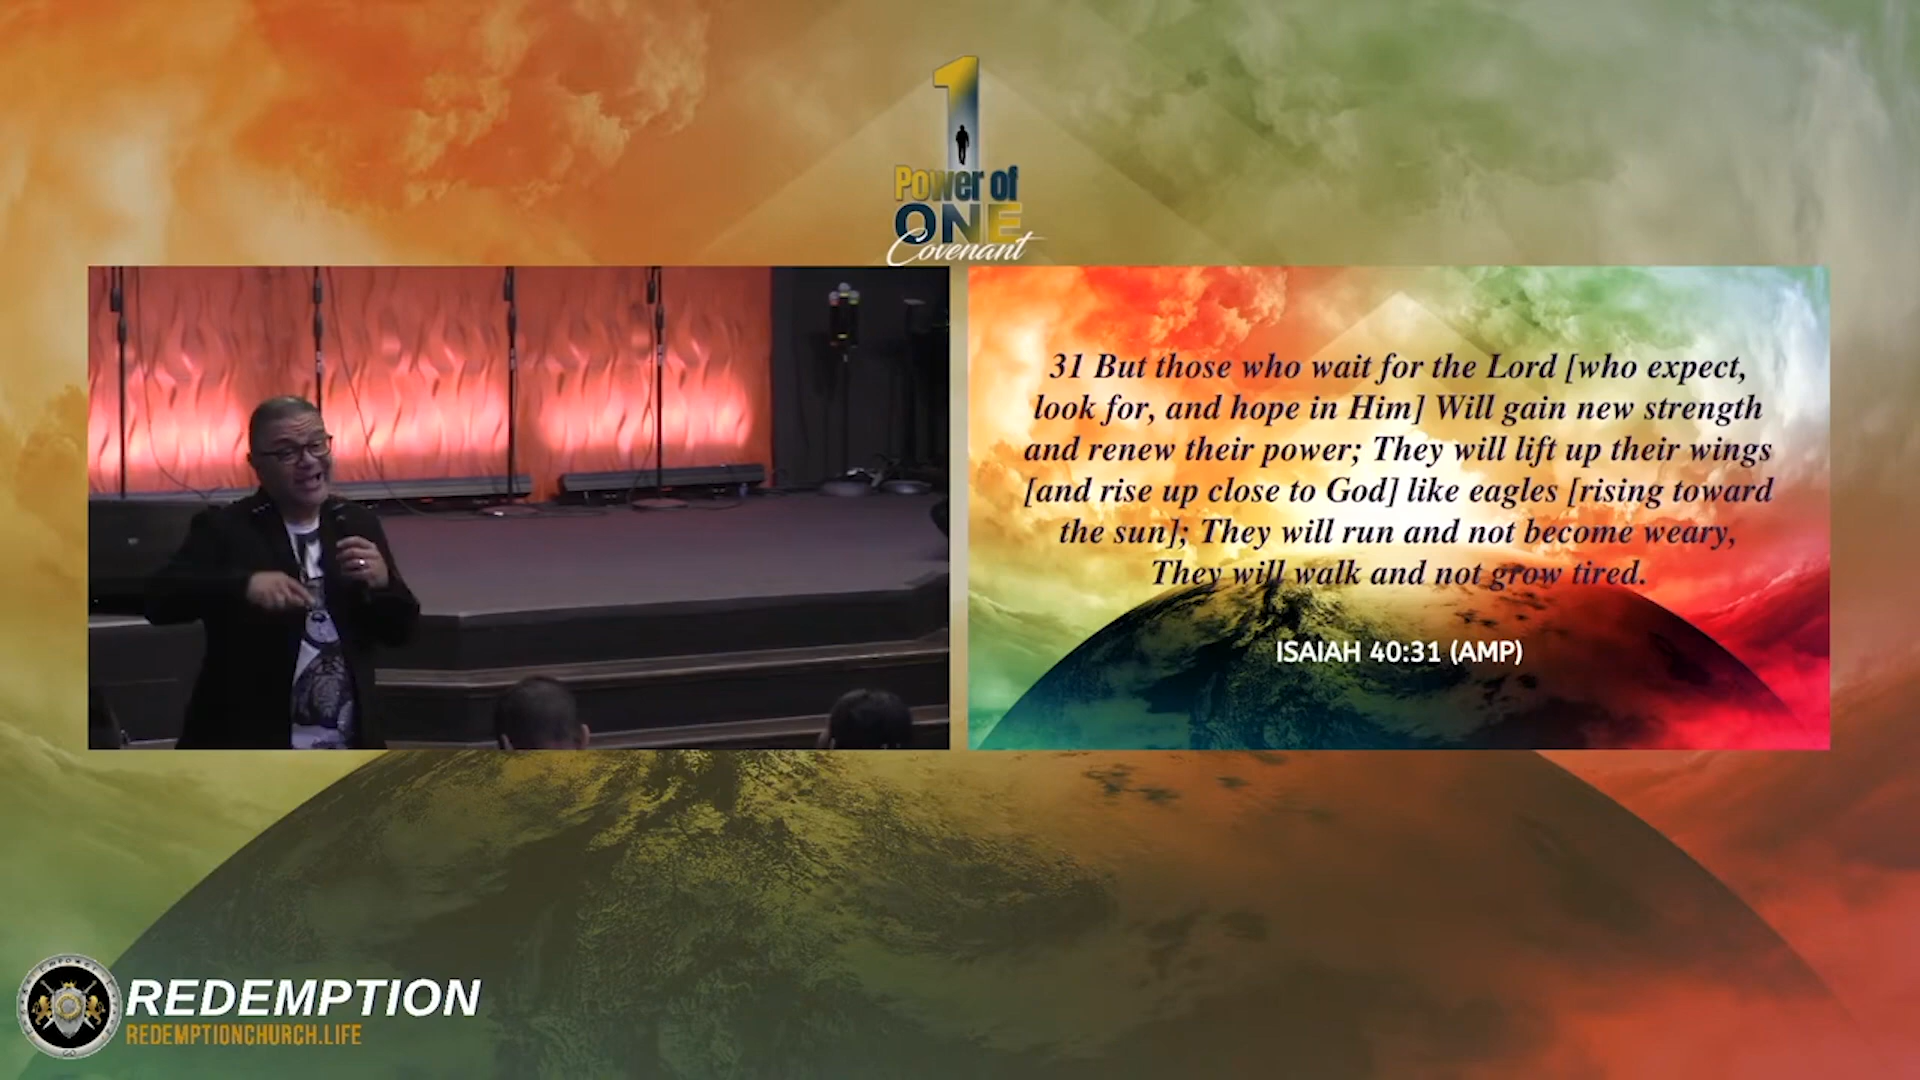 1
Power of
ONE
Covenant
31 But those who wait for the Lord [who expect,
look for, and hope in Him] Will gain new strength
and renew their power; They will lift up their wings
[and rise up close to God] like eagles [rising toward
the sun]; They will run and not become weary,
They will walk and not grow tired.
ISAIAH 40:31 (AMP)
REDEMPTION
REDEMPTIONCHURCH.LIFE